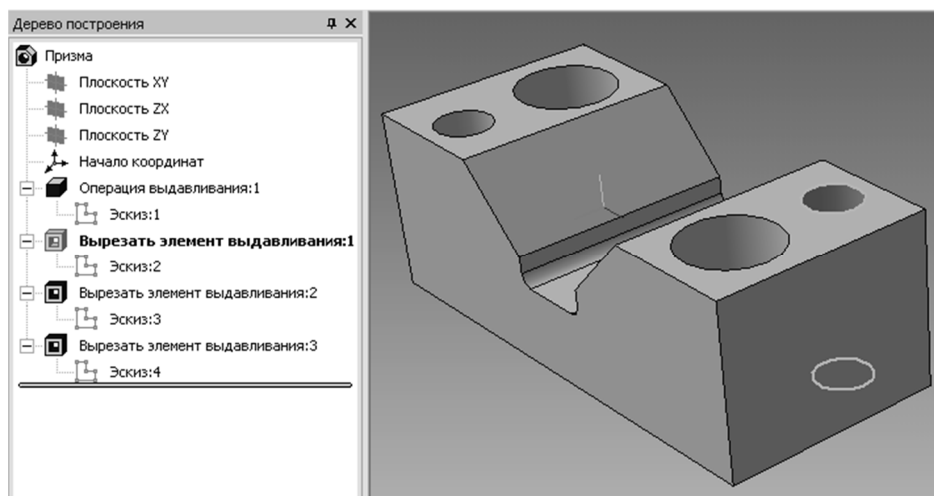 Дерево построения
Призма
Плоскость XY
Плоскость ZX
Плоскость ZY
Начало координат
Операция выдавливания:1
Эскиз:1
Вырезать элемент выдавливания:1
Эскиз:2
Вырезать элемент выдавливания:2
Эскиз:3
Вырезать элемент выдавливания:3
Эскиз:4